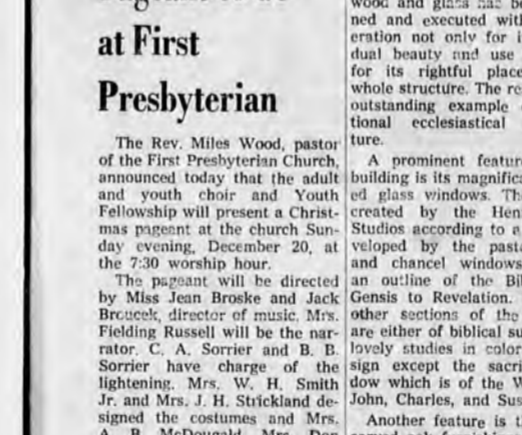 at First
Presbyterian
The Rev. Miles Wood, pastor
of the First Presbyterian Church,
announced today that the adult
and youth choir and Youth
Fellowship will present a Christ-
mas pageant at the church Sun-
day evening, December 20, at
the 7:30 worship hour.
The pageant will be directed
by Miss Jean Broske and Jack
Broucek, director of music. Mrs.
Fielding Russell will be the nar-
rator. C. A. Sorrier and B. B.
Sorrier have charge of the
lightening. Mrs. W. H. Smith
Jr. and Mrs. J. H. Strickland de-
signed the costumes and Mrs.
A. B. McDougald, Mrs. Don
wood and glass has be
ned and executed with
eration not only for i
dual beauty and use
for its rightful place
whole structure. The re
outstanding example
tional ecclesiastical
ture.
A prominent featur
building is its magnifica
ed glass windows. Th
created by the Hen
Studios according to a
veloped by the past
and chancel windows
an outline of the Bi
Gensis to Revelation.
other sections of the
are either of biblical su
lovely studies in color
sign except the sacri
dow which is of the W
John, Charles, and Sus
Another feature is t